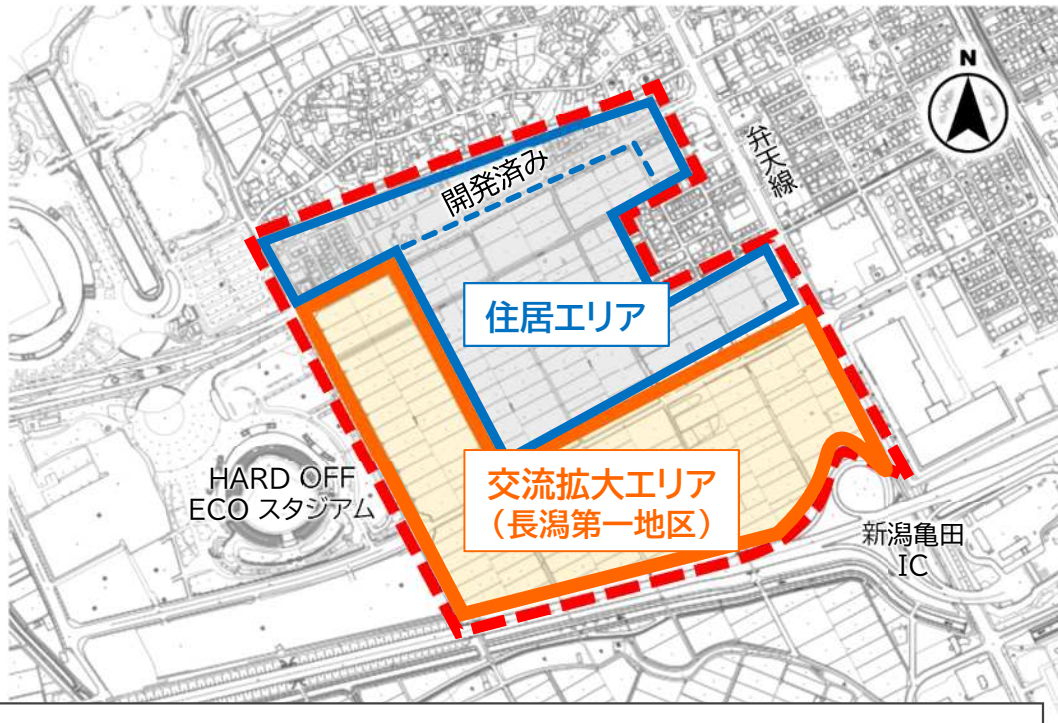 N
弁天線
開発済み
住居エリア
HARD OFF
ECO スタジアム
交流拡大エリア
（長潟第一地区）
新潟亀田
IC